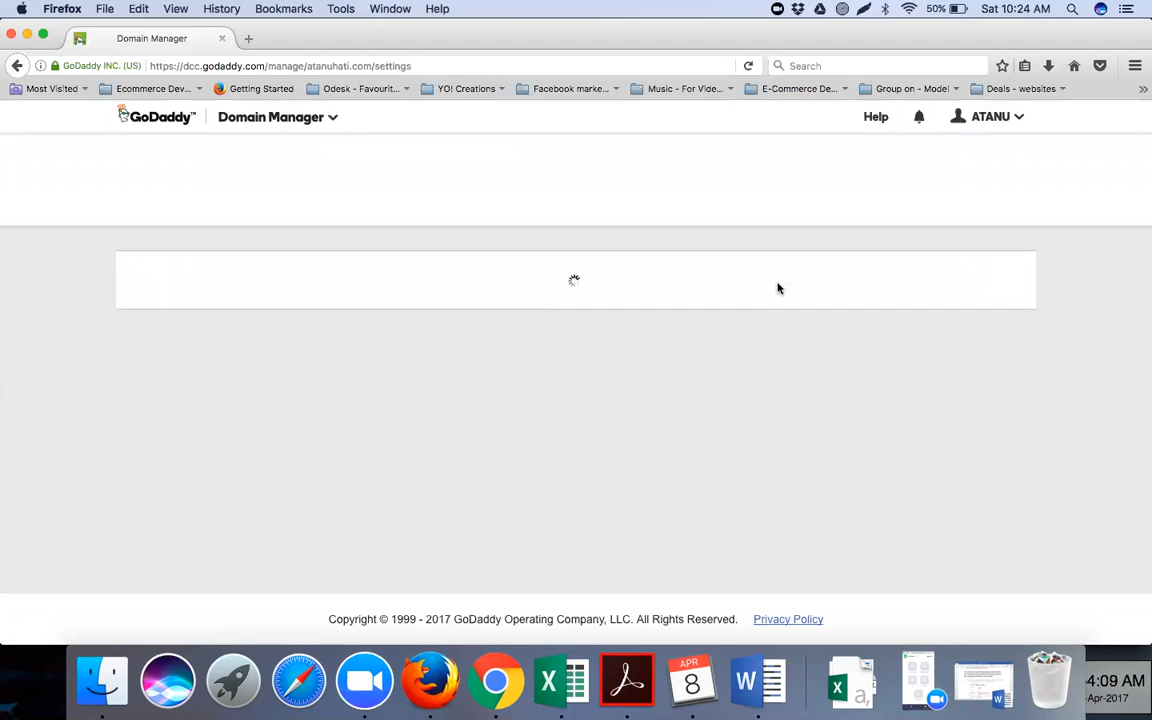 Firefox File Edit View History Bookmarks Tools Window Help 50% Sat 10:24 AM
Domain Manager
GoDaddy INC. (US) https://dcc.godaddy.com/manage/atanuhati.com/settings Search
Most Visited Ecommerce Dev... Getting Started Odesk - Favourit... YO! Creations Facebook marke... Music - For Vide... E-Commerce De... Group on - Model Deals - websites
GoDaddy™ Domain Manager Help ATANU
Copyright © 1999 - 2017 GoDaddy Operating Company, LLC. All Rights Reserved. Privacy Policy
APR
8
W
X
a,
W
4:09 AM
-Apr-2017